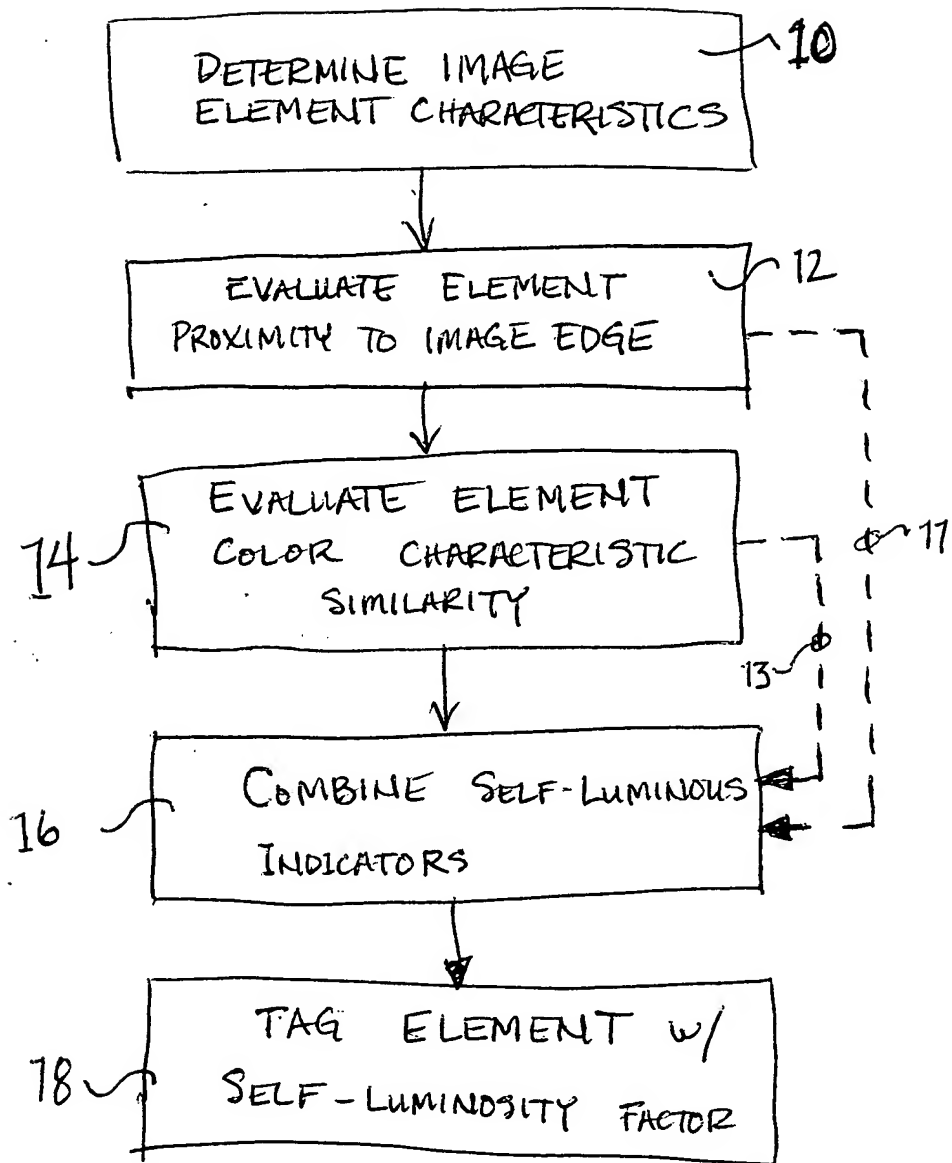 DETERMINE IMAGE
ELEMENT CHARACTERISTICS
10
EVALUATE ELEMENT
PROXIMITY TO IMAGE EDGE
12
EVALUATE ELEMENT
COLOR CHARACTERISTIC
SIMILARITY
14
11
13
COMBINE SELF-LUMINOUS
INDICATORS
16
TAG ELEMENT w/
SELF-LUMINOSITY FACTOR
18